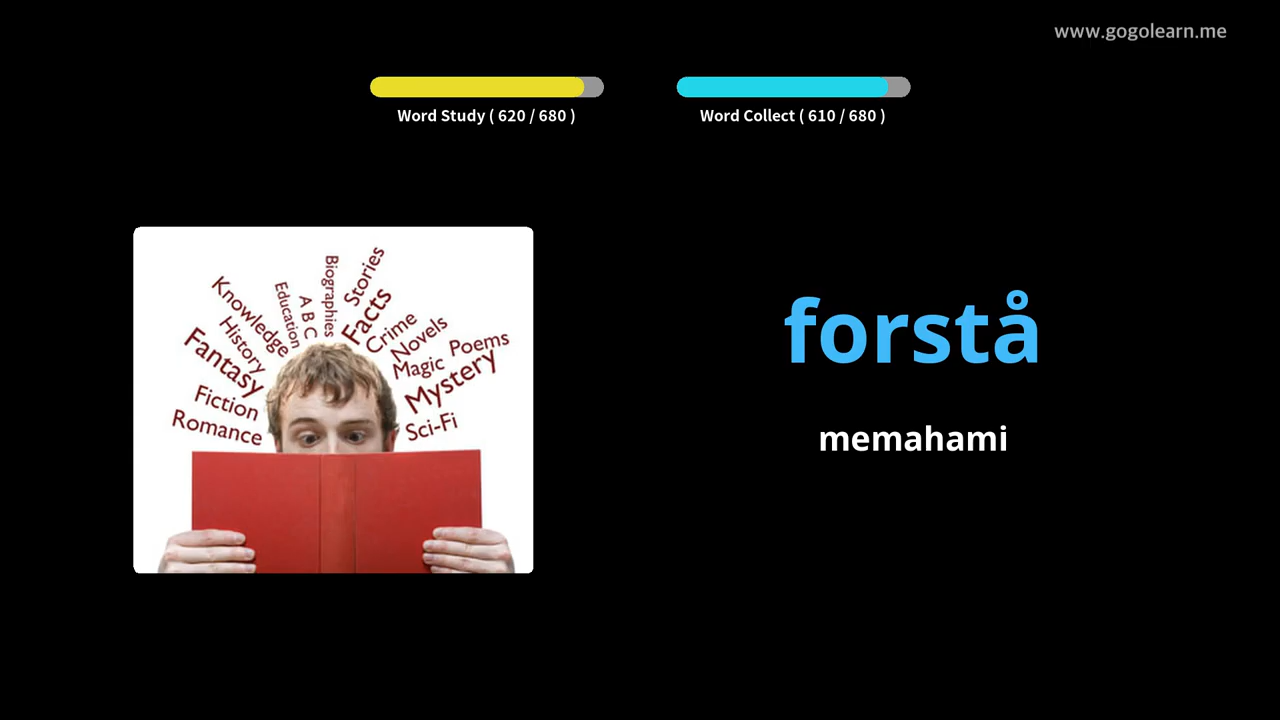 www.gogolearn.me
Word Study ( 620 / 680 )
Word Collect ( 610 / 680 )
Stories
Biographies
Facts
A B C
Education
Knowledge
Crime
Novels
History
Poems
Magic
Fantasy
Mystery
Fiction
Sci-Fi
Romance
forstå
memahami